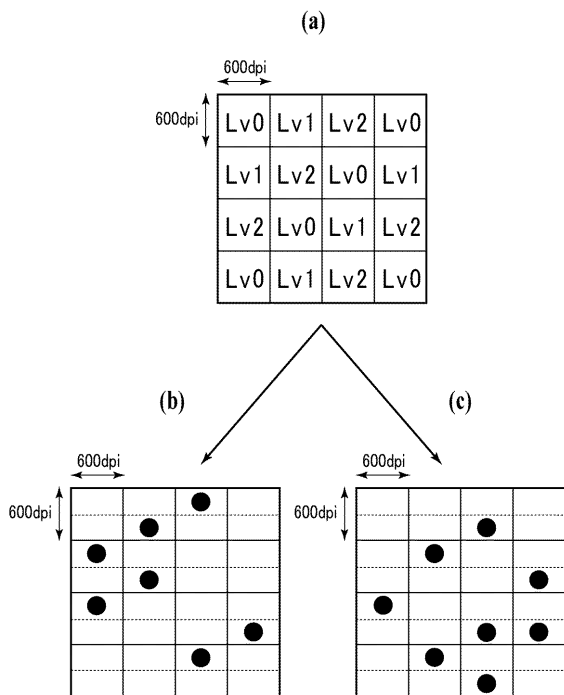 (a)
600dpi
600dpi
Lv0 Lv1 Lv2 Lv0
Lv1 Lv2 Lv0 Lv1
Lv2 Lv0 Lv1 Lv2
Lv0 Lv1 Lv2 Lv0
(b) (c)
600dpi 600dpi
600dpi 600dpi